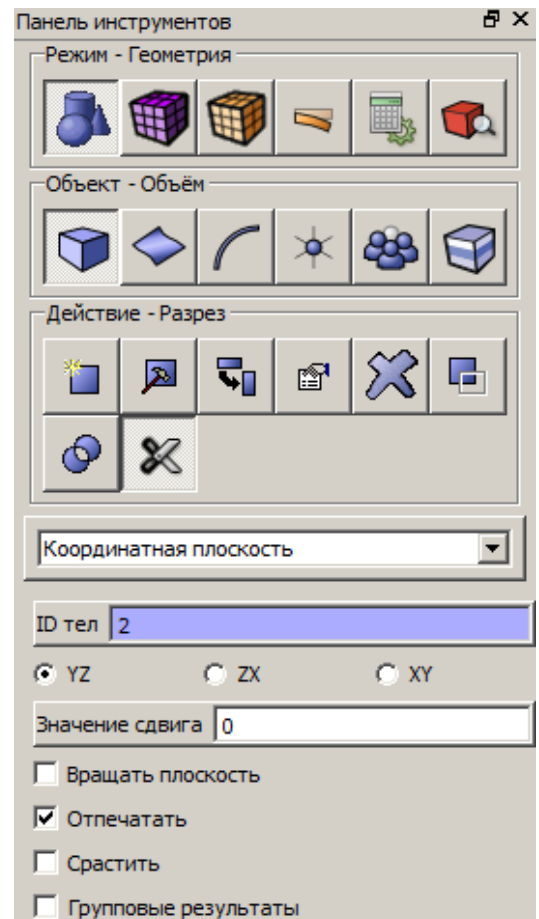 Панель инструментов
Режим - Геометрия
Объект - Объём
Действие - Разрез
Координатная плоскость
ID тел 2
YZ ZX XY
Значение сдвига 0
Вращать плоскость
Отпечатать
Срастить
Групповые результаты